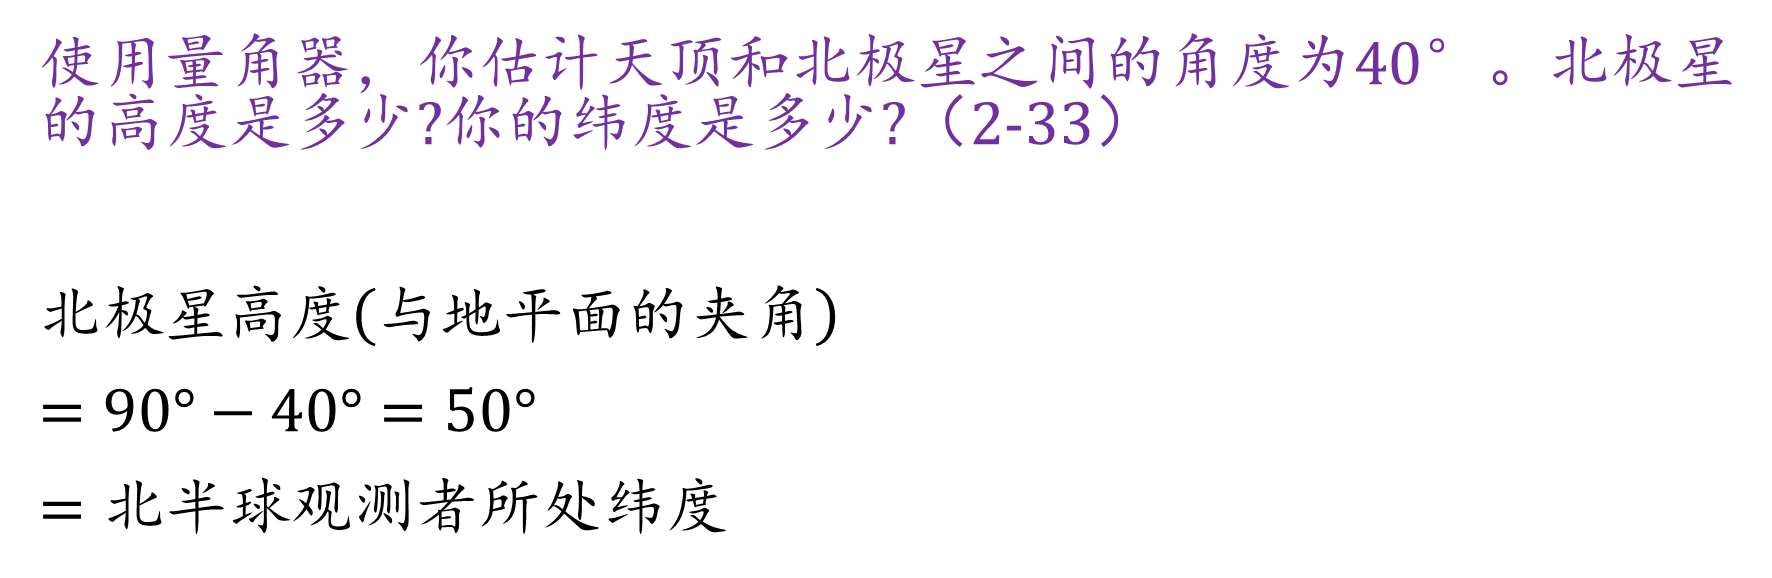 使用量角器，你估计天顶和北极星之间的角度为40°。北极星
的高度是多少?你的纬度是多少?（2-33）
北极星高度(与地平面的夹角)
= 90° − 40° = 50°
= 北半球观测者所处纬度